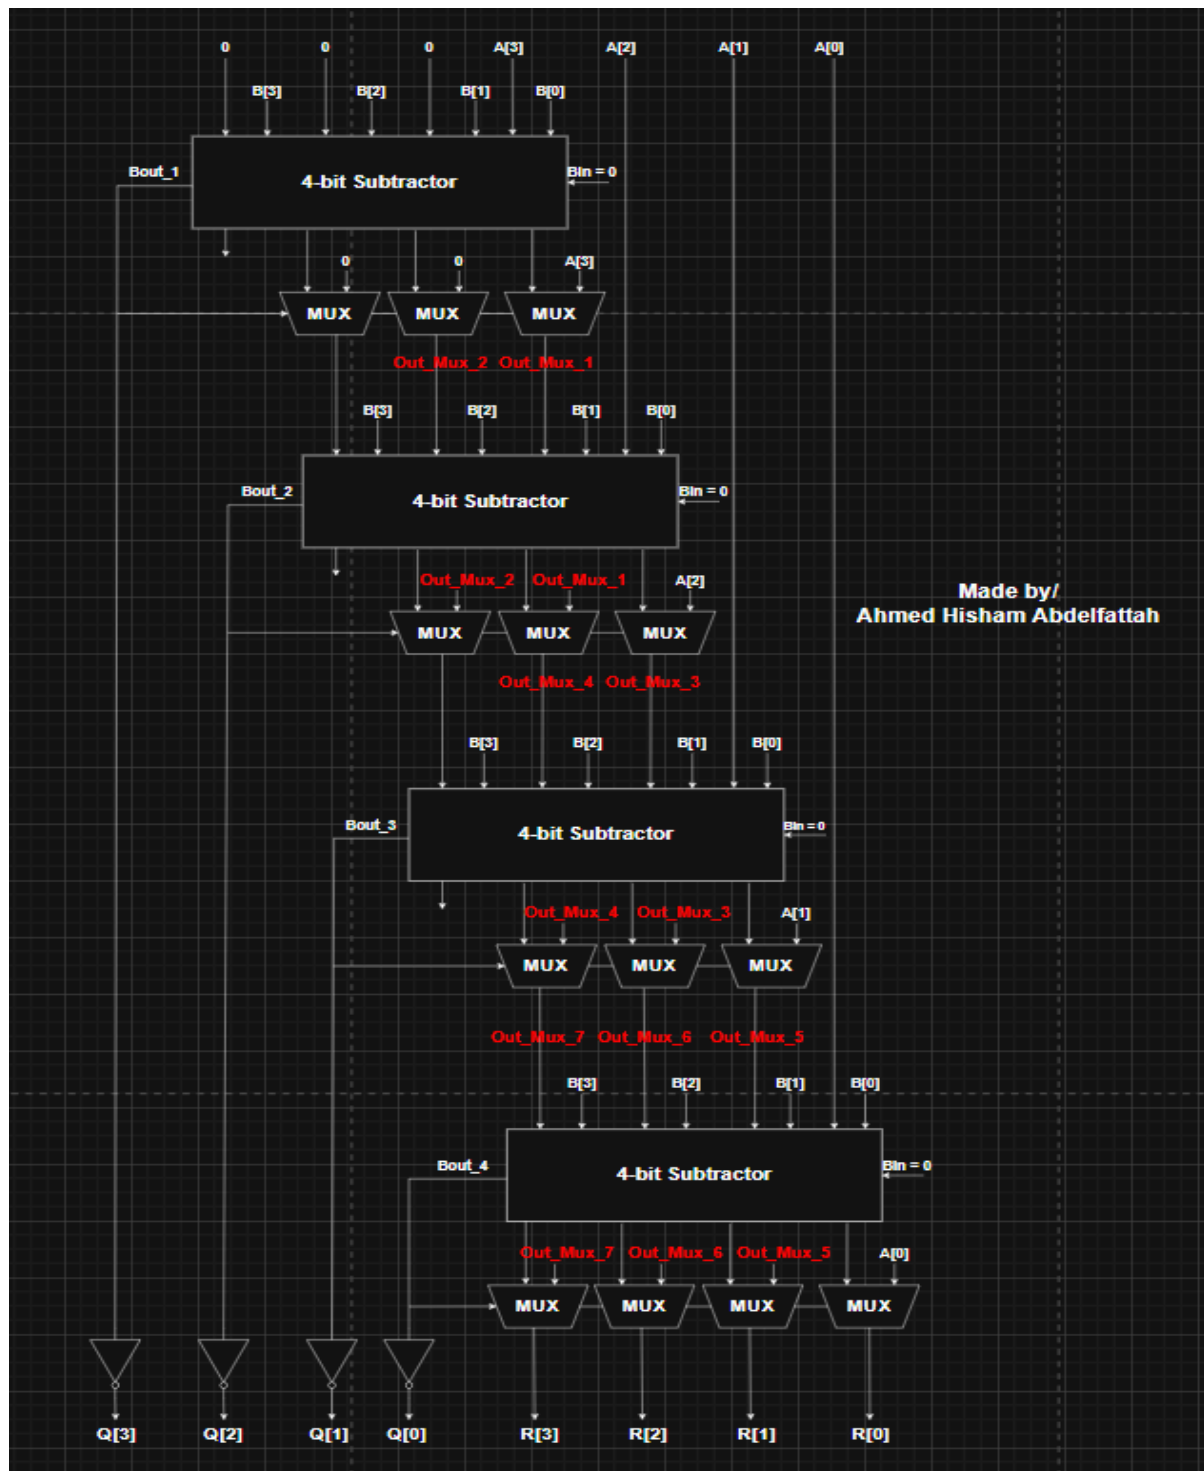 0 0 0 A[3] A[2] A[1] A[0]
B[3] B[2] B[1] B[0]
Bout_1 4-bit Subtractor Bin = 0
0 0 A[3]
MUX MUX MUX
Out_Mux_2 Out_Mux_1
B[3] B[2] B[1] B[0]
Bout_2 4-bit Subtractor Bin = 0
Out_Mux_2 Out_Mux_1 A[2]
Made by/
Ahmed Hisham Abdelfattah
MUX MUX MUX
Out_Mux_4 Out_Mux_3
B[3] B[2] B[1] B[0]
Bout_3 4-bit Subtractor Bin = 0
Out_Mux_4 Out_Mux_3 A[1]
MUX MUX MUX
Out_Mux_7 Out_Mux_6 Out_Mux_5
B[3] B[2] B[1] B[0]
Bout_4 4-bit Subtractor Bin = 0
Out_Mux_7 Out_Mux_6 Out_Mux_5 A[0]
MUX MUX MUX MUX
Q[3] Q[2] Q[1] Q[0] R[3] R[2] R[1] R[0]